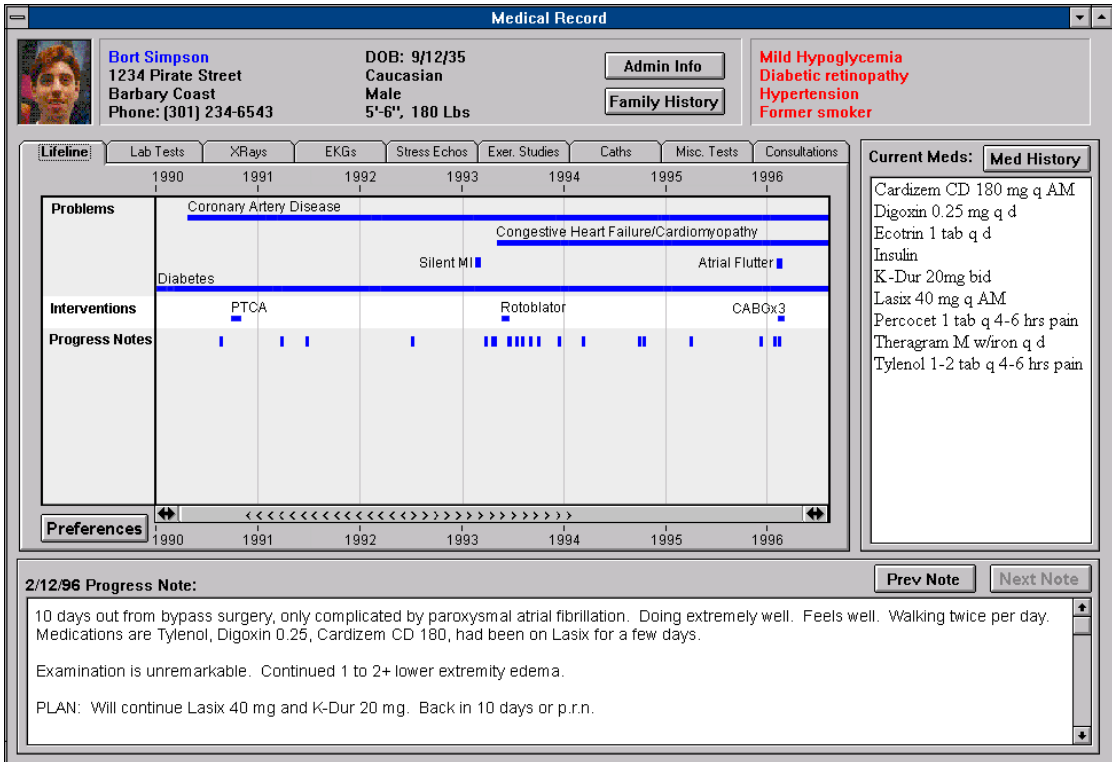 Medical Record
Bort Simpson
1234 Pirate Street
Barbary Coast
Phone: (301) 234-6543
DOB: 9/12/35
Caucasian
Male
5'-6", 180 Lbs
Admin Info
Family History
Mild Hypoglycemia
Diabetic retinopathy
Hypertension
Former smoker
Lifeline Lab Tests XRays EKGs Stress Echos Exer. Studies Caths Misc. Tests Consultations
1990 1991 1992 1993 1994 1995 1996
Problems
Coronary Artery Disease
Congestive Heart Failure/Cardiomyopathy
Silent MI Atrial Flutter
Diabetes
Interventions PTCA Rotoblator CABGx3
Progress Notes
Preferences
1990 1991 1992 1993 1994 1995 1996
Current Meds: Med History
Cardizem CD 180 mg q AM
Digoxin 0.25 mg q d
Ecotrin 1 tab q d
Insulin
K-Dur 20mg bid
Lasix 40 mg q AM
Percocet 1 tab q 4-6 hrs pain
Theragram M w/iron q d
Tylenol 1-2 tab q 4-6 hrs pain
2/12/96 Progress Note: Prev Note Next Note
10 days out from bypass surgery, only complicated by paroxysmal atrial fibrillation. Doing extremely well. Feels well. Walking twice per day.
Medications are Tylenol, Digoxin 0.25, Cardizem CD 180, had been on Lasix for a few days.
Examination is unremarkable. Continued 1 to 2+ lower extremity edema.
PLAN: Will continue Lasix 40 mg and K-Dur 20 mg. Back in 10 days or p.r.n.